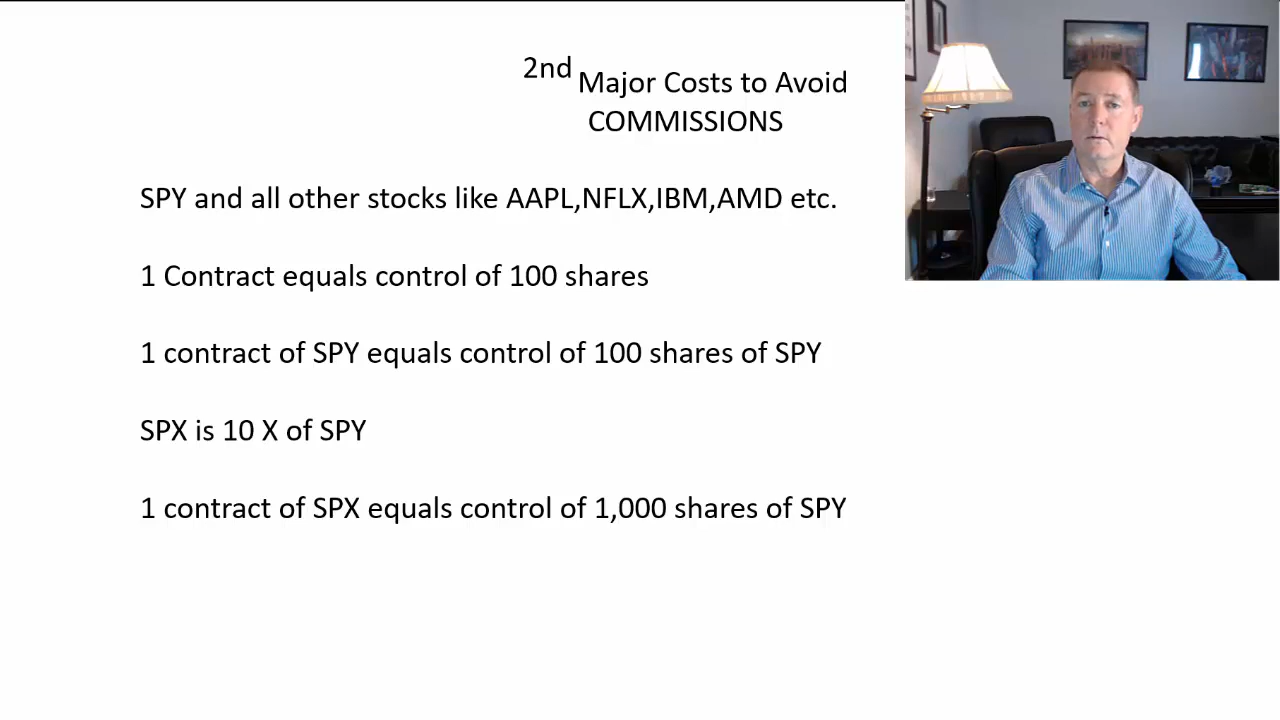 2nd Major Costs to Avoid
COMMISSIONS
SPY and all other stocks like AAPL,NFLX,IBM,AMD etc.
1 Contract equals control of 100 shares
1 contract of SPY equals control of 100 shares of SPY
SPX is 10 X of SPY
1 contract of SPX equals control of 1,000 shares of SPY